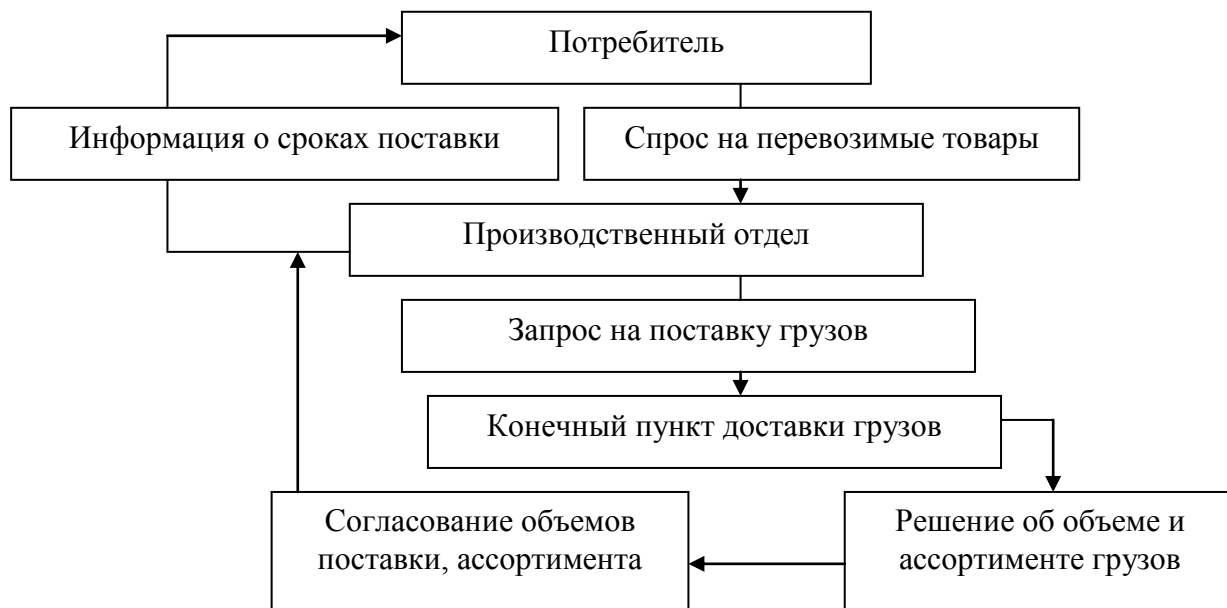 Потребитель
Информация о сроках поставки
Спрос на перевозимые товары
Производственный отдел
Запрос на поставку грузов
Конечный пункт доставки грузов
Согласование объемов
поставки, ассортимента
Решение об объеме и
ассортименте грузов